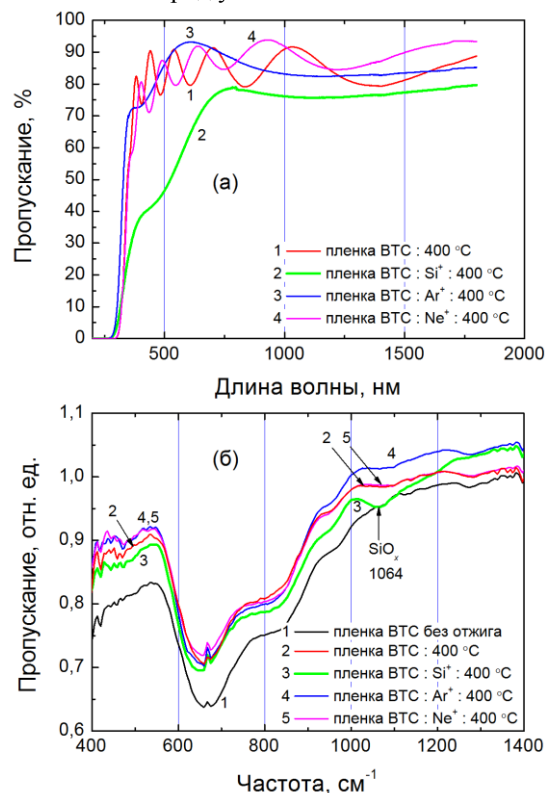 Пропускание, %
100
90
80
70
60
50
40
30
20
10
0
3
4
1
2
(а)
1 пленка ВТС : 400 °C
2 пленка ВТС : Si⁺ : 400 °C
3 пленка ВТС : Ar⁺ : 400 °C
4 пленка ВТС : Ne⁺ : 400 °C
500 1000 1500 2000
Длина волны, нм
Пропускание, отн. ед.
1,1
1,0
0,9
0,8
0,7
0,6
(б)
2 5
4
2 4,5
3
3
SiOₓ
1064
1
1 пленка ВТС без отжига
2 пленка ВТС : 400 °C
3 пленка ВТС : Si⁺ : 400 °C
4 пленка ВТС : Ar⁺ : 400 °C
5 пленка ВТС : Ne⁺ : 400 °C
400 600 800 1000 1200 1400
Частота, см⁻¹